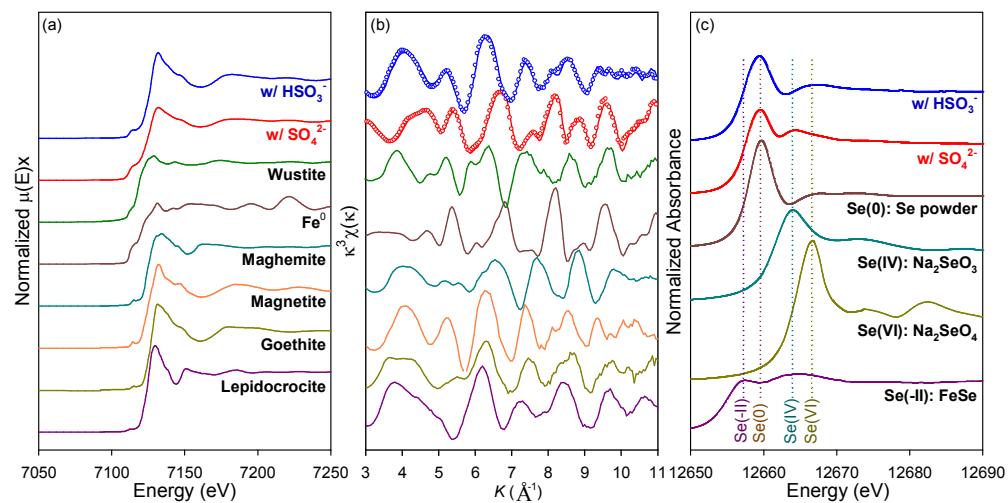 (a)
w/ HSO₃⁻
w/ SO₄²⁻
Wustite
Fe⁰
Maghemite
Magnetite
Goethite
Lepidocrocite
Normalized μ(E)x
7050 7100 7150 7200 7250
Energy (eV)
(b)
κ³χ(κ)
3 4 5 6 7 8 9 10 11
K (Å⁻¹)
(c)
w/ HSO₃⁻
w/ SO₄²⁻
Se(0): Se powder
Se(IV): Na₂SeO₃
Se(VI): Na₂SeO₄
Se(-II): FeSe
Se(-II)
Se(0)
Se(IV)
Se(VI)
Normalized Absorbance
12650 12660 12670 12680 12690
Energy (eV)